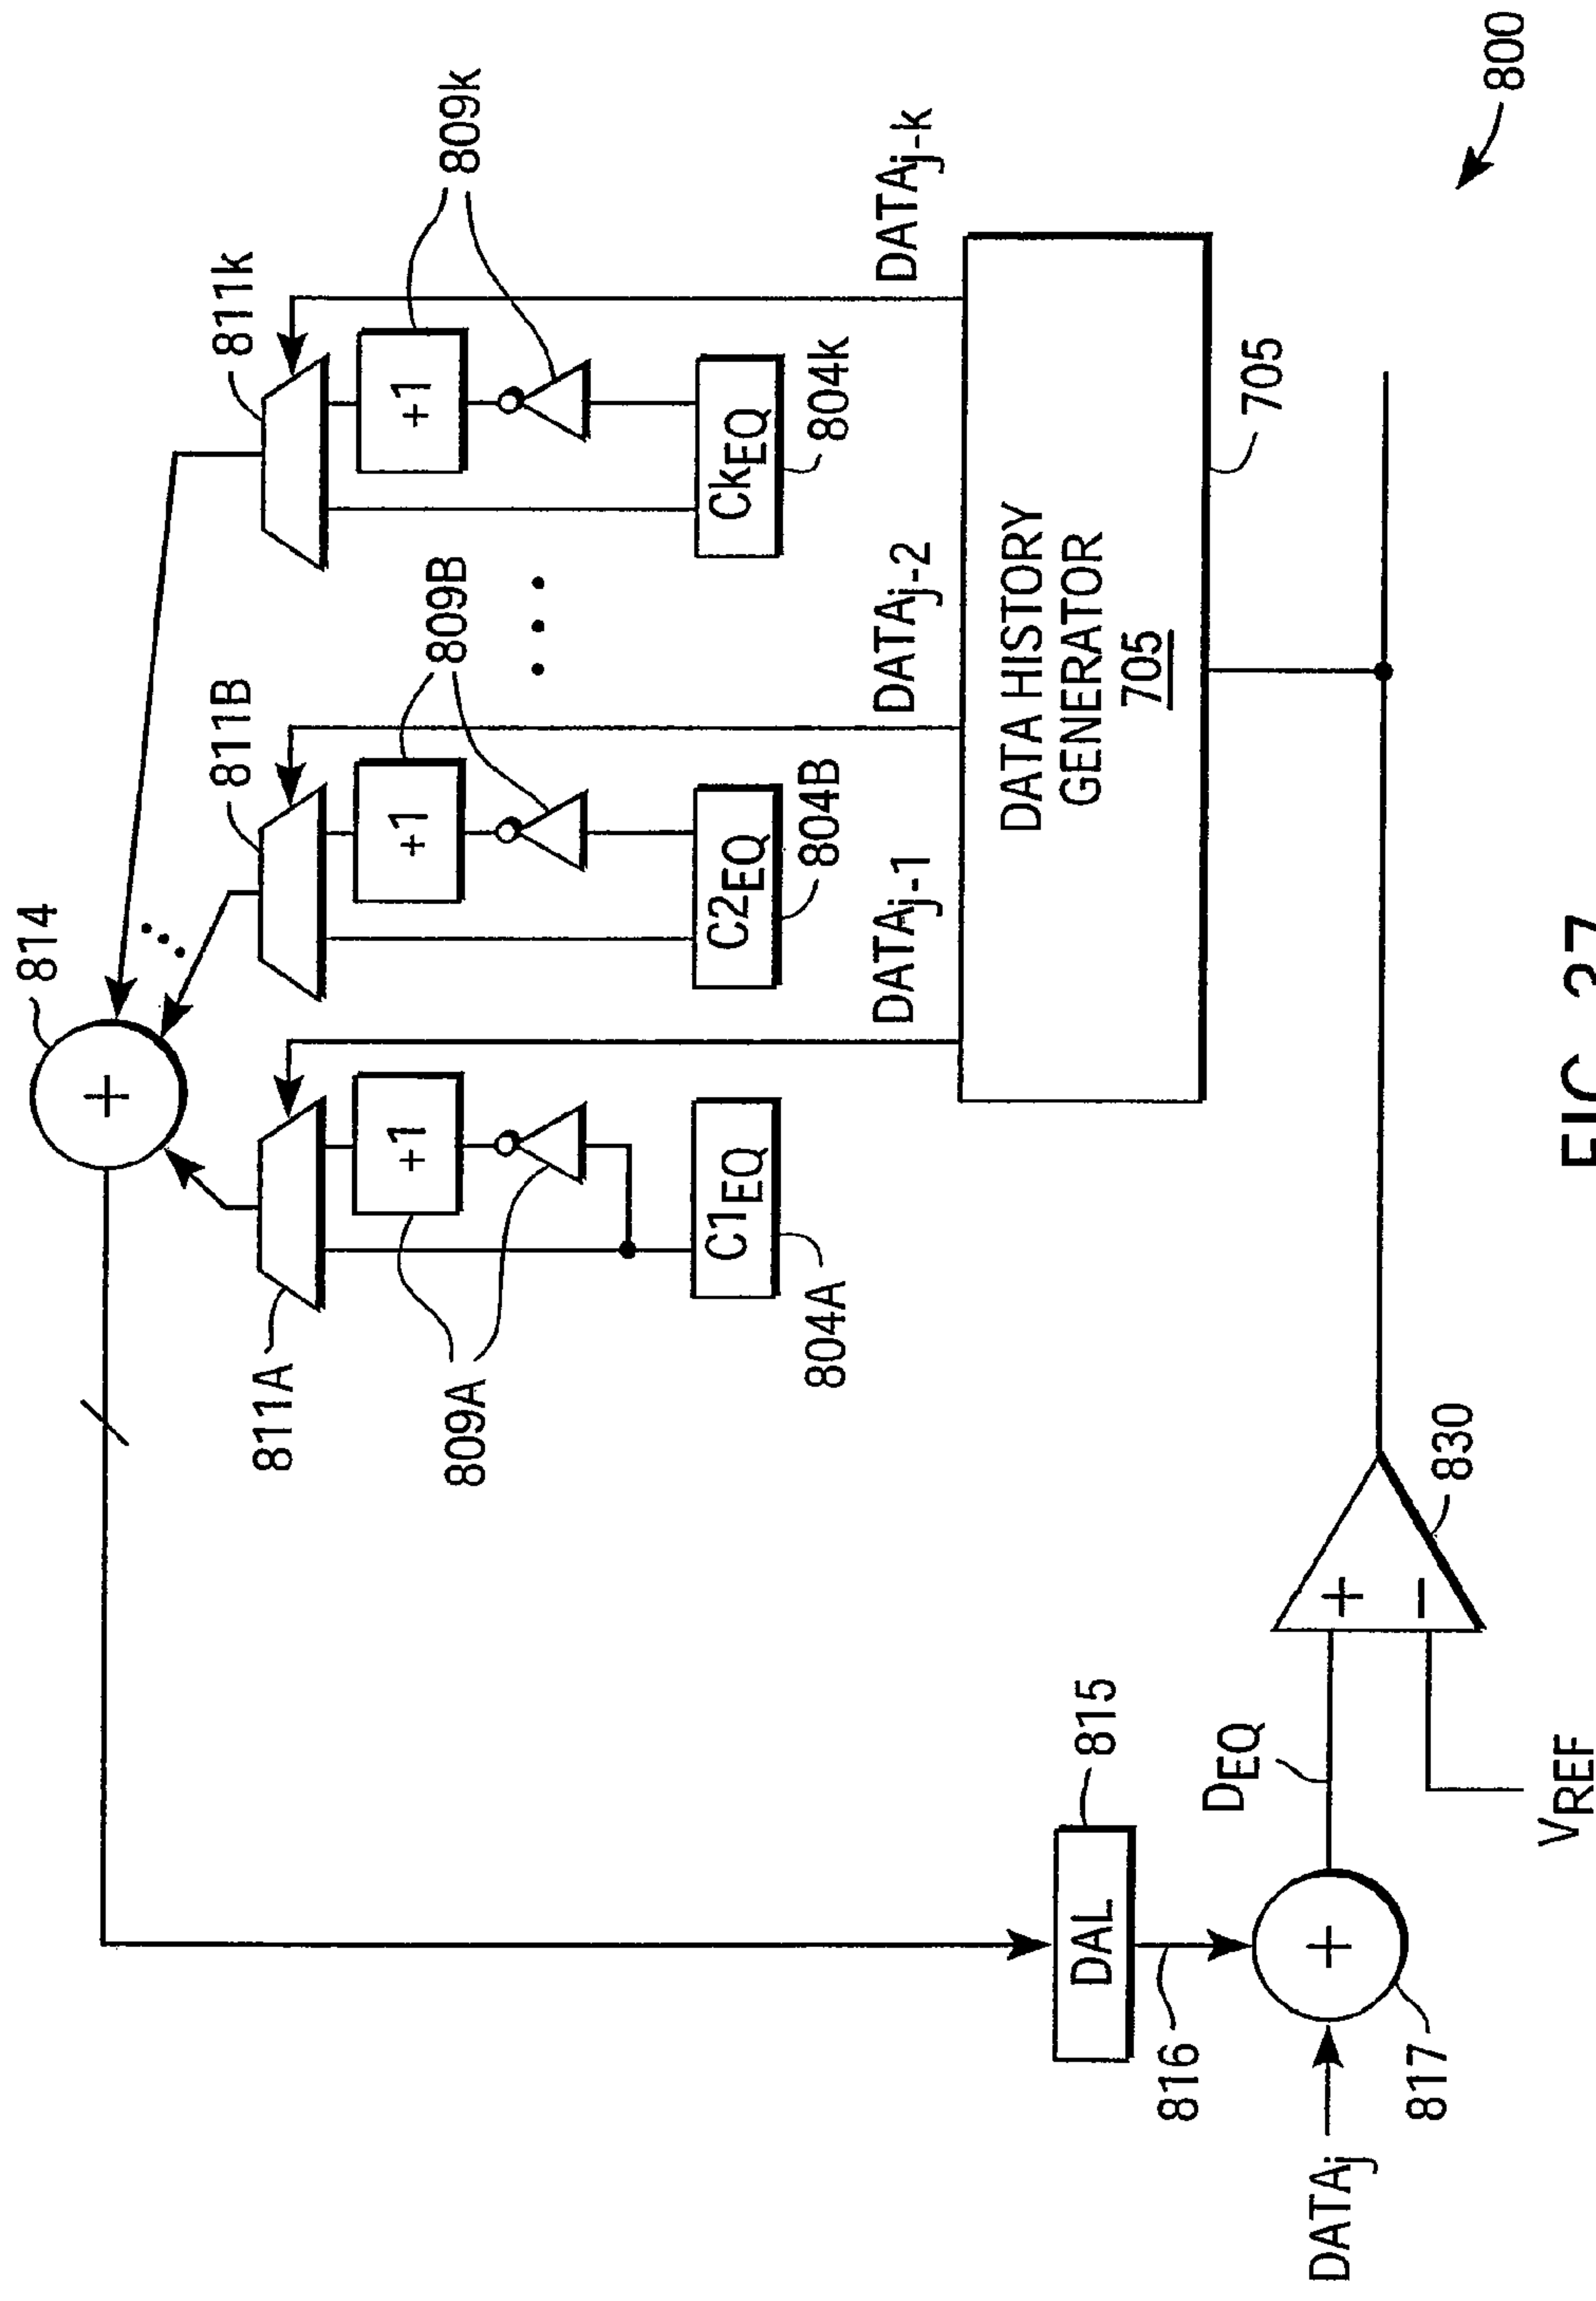 814
811A
811B
811k
+
+1
+1
+1
809A
809B
809k
C1EQ
C2EQ
CkEQ
804A
804B
804k
DATAj-1
DATAj-2
DATAj-k
DAL
815
816
DATA HISTORY
GENERATOR
705
705
DATAj
+
817
DEQ
+
−
830
VREF
800
FIG. 37